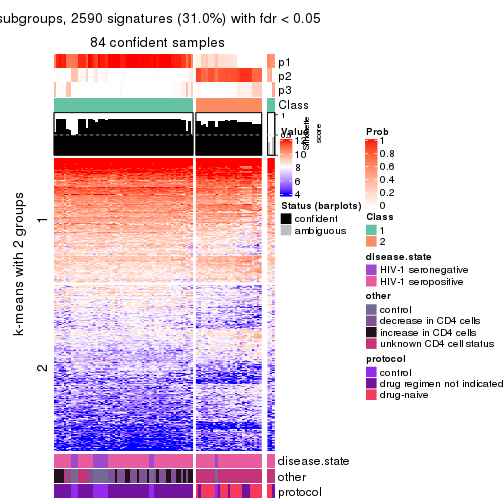 subgroups, 2590 signatures (31.0%) with fdr < 0.05
84 confident samples
p1
p2
p3
Class
1
score
k-means with 2 groups
1
2
Value
10
8
6
4
Status (barplots)
confident
ambiguous
Prob
1
0.8
0.6
0.4
0.2
0
Class
1
2
disease.state
HIV-1 seronegative
HIV-1 seropositive
other
control
decrease in CD4 cells
increase in CD4 cells
unknown CD4 cell status
protocol
control
drug regimen not indicated
drug-naive
disease.state
other
protocol